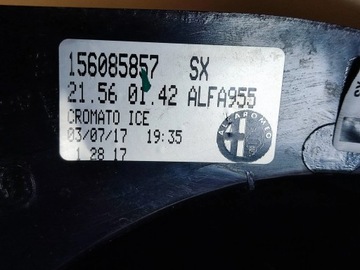 156085857 SX
21.56 01.42 ALFA955
CROMATO ICE
03/07/17 19:35
1 28 17
ALFA ROMEO